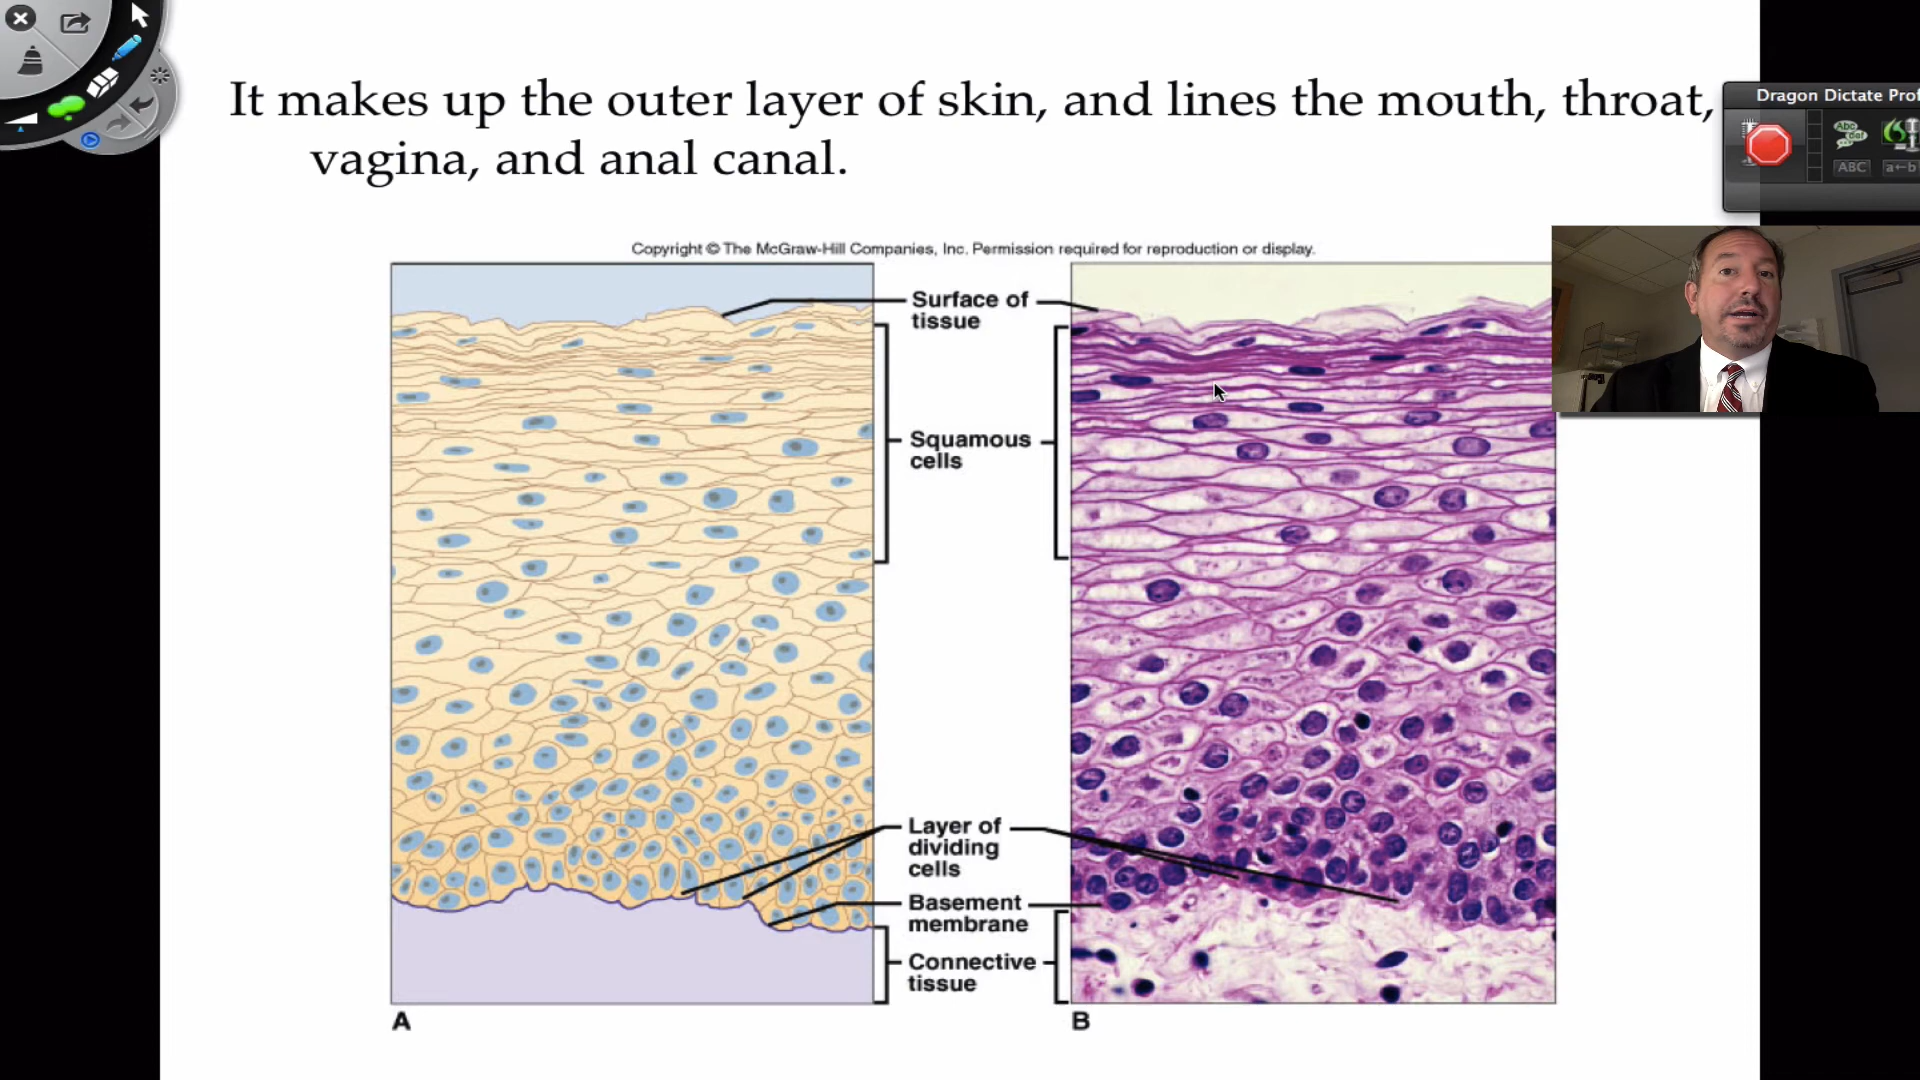 It makes up the outer layer of skin, and lines the mouth, throat,
vagina, and anal canal.
Dragon Dictate Prof
ABC
a←b
Copyright © The McGraw-Hill Companies, Inc. Permission required for reproduction or display.
Surface of
tissue
Squamous
cells
Layer of
dividing
cells
Basement
membrane
Connective
tissue
A
B